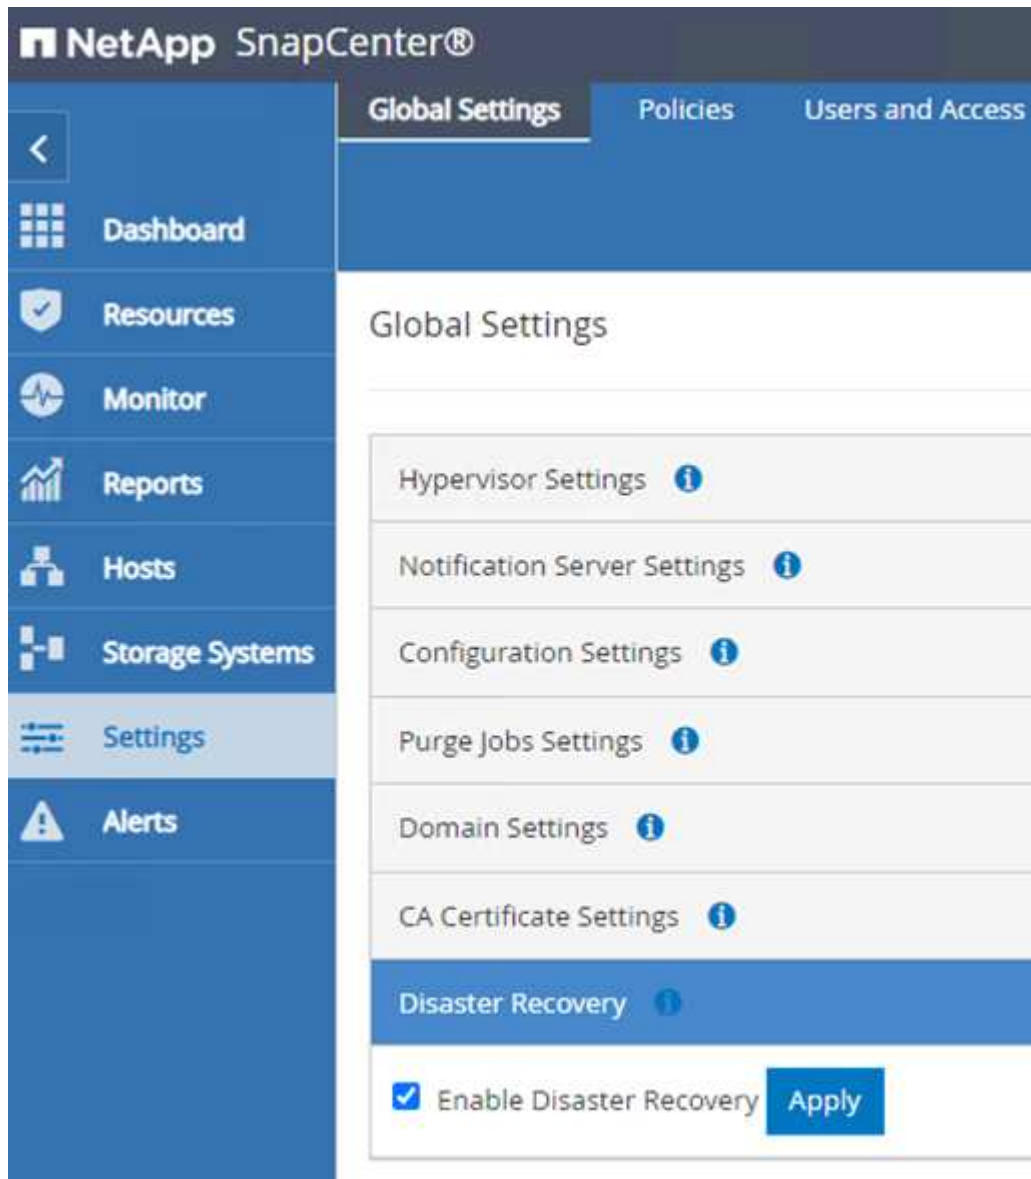 NetApp SnapCenter®
Global Settings Policies Users and Access
Dashboard
Resources
Monitor
Reports
Hosts
Storage Systems
Settings
Alerts
Global Settings
Hypervisor Settings
Notification Server Settings
Configuration Settings
Purge Jobs Settings
Domain Settings
CA Certificate Settings
Disaster Recovery
Enable Disaster Recovery Apply